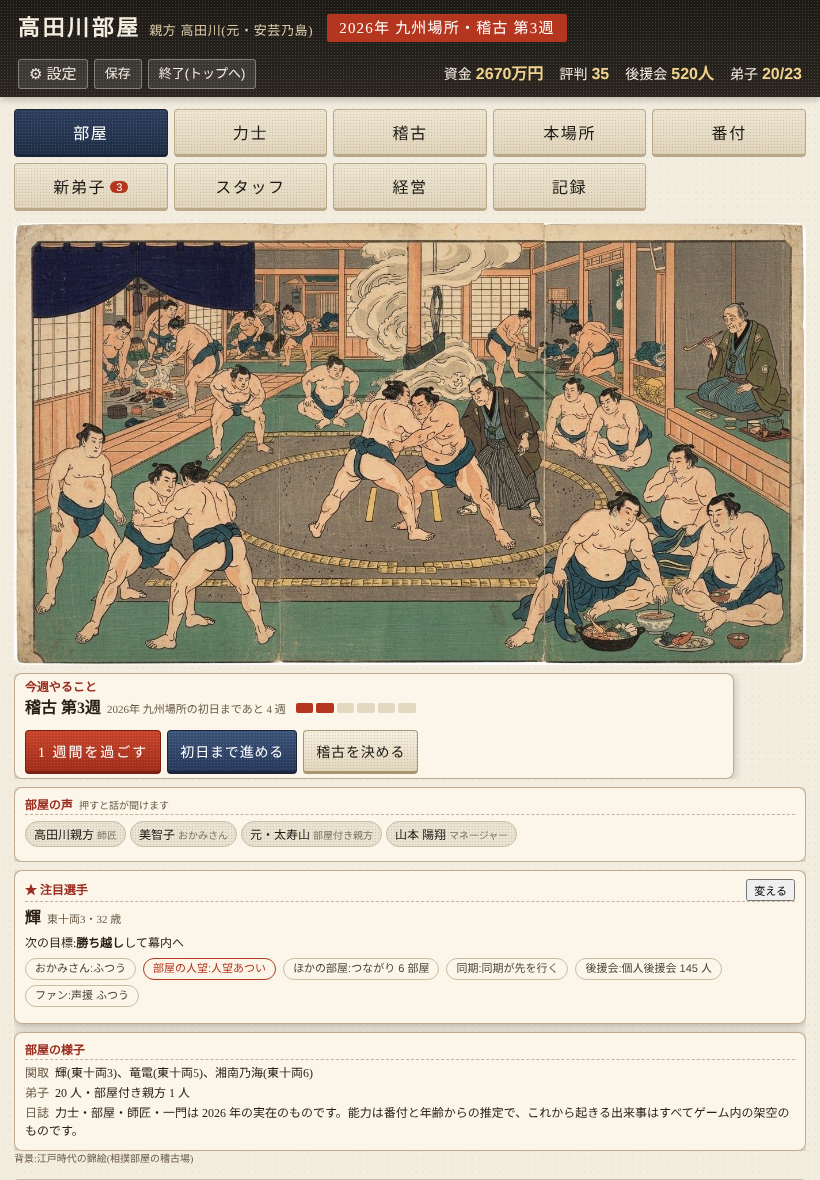 高田川部屋 親方 高田川(元・安芸乃島) 2026年 九州場所・稽古 第3週
⚙ 設定 保存 終了(トップへ) 資金 2670万円 評判 35 後援会 520人 弟子 20/23
部屋 力士 稽古 本場所 番付
新弟子 3 スタッフ 経営 記録
今週やること
稽古 第3週 2026年 九州場所の初日まであと 4 週
1 週間を過ごす 初日まで進める 稽古を決める
部屋の声 押すと話が聞けます
高田川親方 師匠 美智子 おかみさん 元・太寿山 部屋付き親方 山本 陽翔 マネージャー
★ 注目選手 変える
輝 東十両3・32 歳
次の目標:勝ち越しして幕内へ
おかみさん:ふつう 部屋の人望:人望あつい ほかの部屋:つながり 6 部屋 同期:同期が先を行く 後援会:個人後援会 145 人
ファン:声援 ふつう
部屋の様子
関取 輝(東十両3)、竜電(東十両5)、湘南乃海(東十両6)
弟子 20 人・部屋付き親方 1 人
日誌 力士・部屋・師匠・一門は 2026 年の実在のものです。能力は番付と年齢からの推定で、これから起きる出来事はすべてゲーム内の架空の
ものです。
背景:江戸時代の錦絵(相撲部屋の稽古場)